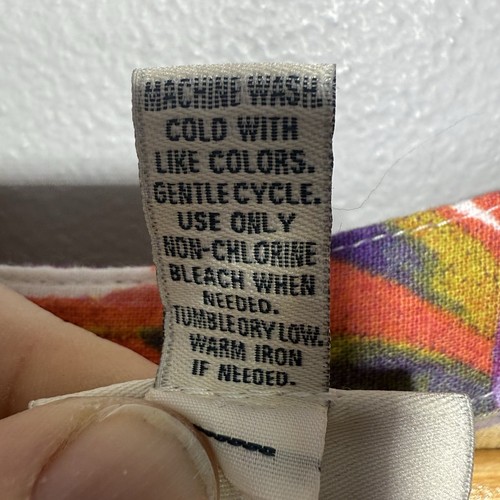 MACHINE WASH.
COLD WITH
LIKE COLORS.
GENTLE CYCLE.
USE ONLY
NON-CHLORINE
BLEACH WHEN
NEEDED.
TUMBLE DRY LOW.
WARM IRON
IF NEEDED.